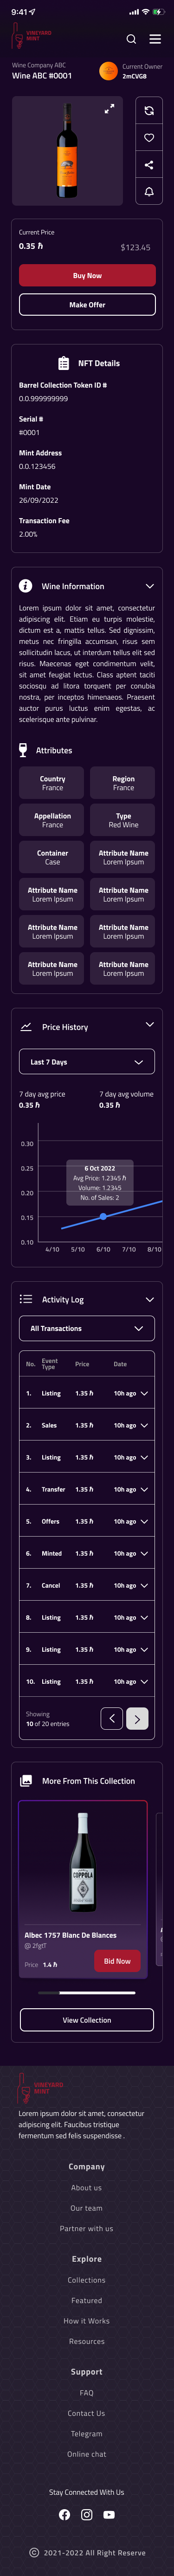 9:41
VINEYARD
MINT
Wine Company ABC
Wine ABC #0001
Current Owner
2mCVG8
Current Price
0.35 ℏ
$123.45
Buy Now
Make Offer
NFT Details
Barrel Collection Token ID #
0.0.999999999
Serial #
#0001
Mint Address
0.0.123456
Mint Date
26/09/2022
Transaction Fee
2.00%
Wine Information
Lorem ipsum dolor sit amet, consectetur
adipiscing elit. Etiam eu turpis molestie,
dictum est a, mattis tellus. Sed dignissim,
metus nec fringilla accumsan, risus sem
sollicitudin lacus, ut interdum tellus elit sed
risus. Maecenas eget condimentum velit,
sit amet feugiat lectus. Class aptent taciti
sociosqu ad litora torquent per conubia
nostra, per inceptos himenaeos. Praesent
auctor purus luctus enim egestas, ac
scelerisque ante pulvinar.
Attributes
Country
France
Region
France
Appellation
France
Type
Red Wine
Container
Case
Attribute Name
Lorem Ipsum
Attribute Name
Lorem Ipsum
Attribute Name
Lorem Ipsum
Attribute Name
Lorem Ipsum
Attribute Name
Lorem Ipsum
Attribute Name
Lorem Ipsum
Attribute Name
Lorem Ipsum
Price History
Last 7 Days
7 day avg price
0.35 ℏ
7 day avg volume
0.35 ℏ
0.30
0.25
0.20
0.15
0.10
6 Oct 2022
Avg Price: 1.2345 ℏ
Volume: 1.2345
No. of Sales: 2
4/10 5/10 6/10 7/10 8/10
Activity Log
All Transactions
No. Event Type Price Date
1. Listing 1.35 ℏ 10h ago
2. Sales 1.35 ℏ 10h ago
3. Listing 1.35 ℏ 10h ago
4. Transfer 1.35 ℏ 10h ago
5. Offers 1.35 ℏ 10h ago
6. Minted 1.35 ℏ 10h ago
7. Cancel 1.35 ℏ 10h ago
8. Listing 1.35 ℏ 10h ago
9. Listing 1.35 ℏ 10h ago
10. Listing 1.35 ℏ 10h ago
Showing
10 of 20 entries
More From This Collection
COPPOLA
Albec 1757 Blanc De Blances
@ 2fgtT
Price 1.4 ℏ
Bid Now
View Collection
VINEYARD
MINT
Lorem ipsum dolor sit amet, consectetur
adipiscing elit. Faucibus tristique
fermentum sed felis suspendisse .
Company
About us
Our team
Partner with us
Explore
Collections
Featured
How it Works
Resources
Support
FAQ
Contact Us
Telegram
Online chat
Stay Connected With Us
© 2021-2022 All Right Reserve